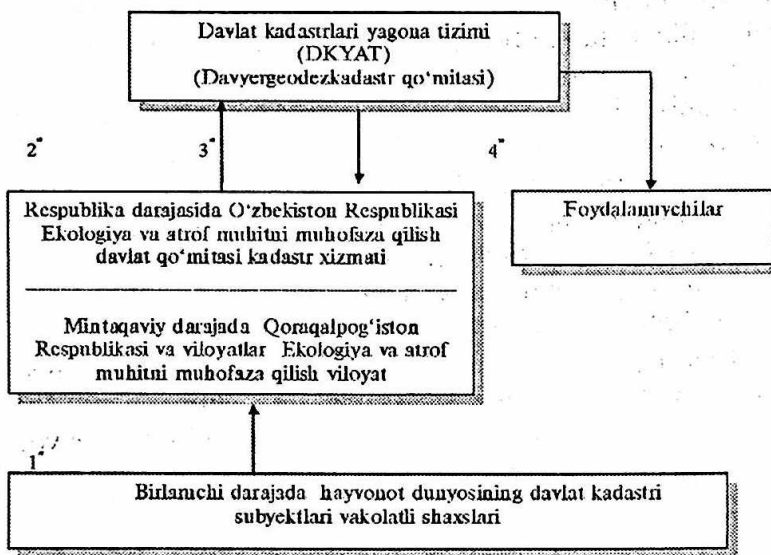 Davlat kadastrlari yagona tizimi
(DKYAT)
(Davyergeodezkadastr qo‘mitasi)
2*
3*
4*
Respublika darajasida O‘zbekiston Respublikasi
Ekologiya va atrof muhitni muhofaza qilish
davlat qo‘mitasi kadastr xizmati
Mintaqaviy darajada Qoraqalpog‘iston
Respublikasi va viloyatlar Ekologiya va atrof
muhitni muhofaza qilish viloyat
Foydalanuvchilar
1*
Birlamchi darajada hayvonot dunyosining davlat kadastri
subyektlari vakolatli shaxslari